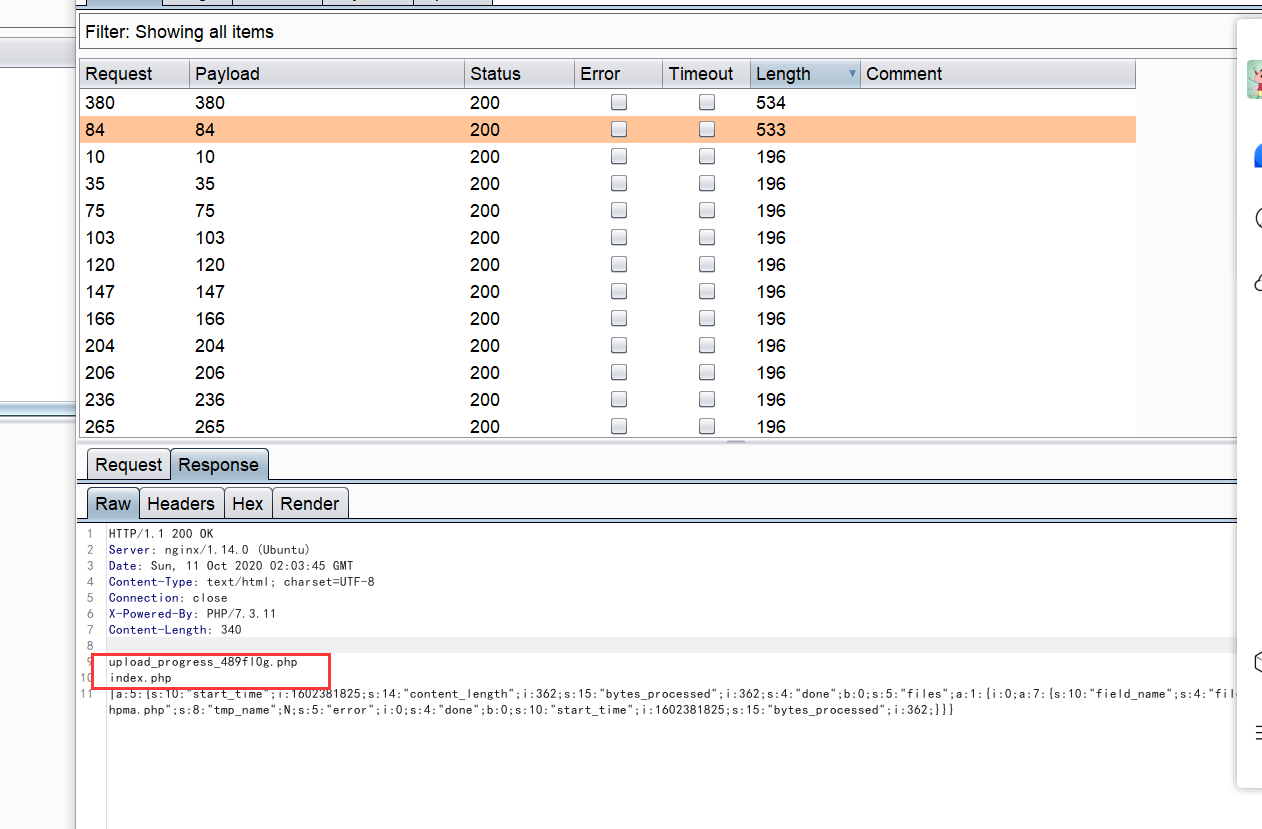 Filter: Showing all items
Request Payload Status Error Timeout Length Comment
380 380 200 534
84 84 200 533
10 10 200 196
35 35 200 196
75 75 200 196
103 103 200 196
120 120 200 196
147 147 200 196
166 166 200 196
204 204 200 196
206 206 200 196
236 236 200 196
265 265 200 196
Request Response
Raw Headers Hex Render
1 HTTP/1.1 200 OK
2 Server: nginx/1.14.0 (Ubuntu)
3 Date: Sun, 11 Oct 2020 02:03:45 GMT
4 Content-Type: text/html; charset=UTF-8
5 Connection: close
6 X-Powered-By: PHP/7.3.11
7 Content-Length: 340
8
9 upload_progress_489fl0g.php
10 index.php
11 |a:5:{s:10:"start_time";i:1602381825;s:14:"content_length";i:362;s:15:"bytes_processed";i:362;s:4:"done";b:0;s:5:"files";a:1:{i:0;a:7:{s:10:"field_name";s:4:"fil
hpma.php";s:8:"tmp_name";N;s:5:"error";i:0;s:4:"done";b:0;s:10:"start_time";i:1602381825;s:15:"bytes_processed";i:362;}}}